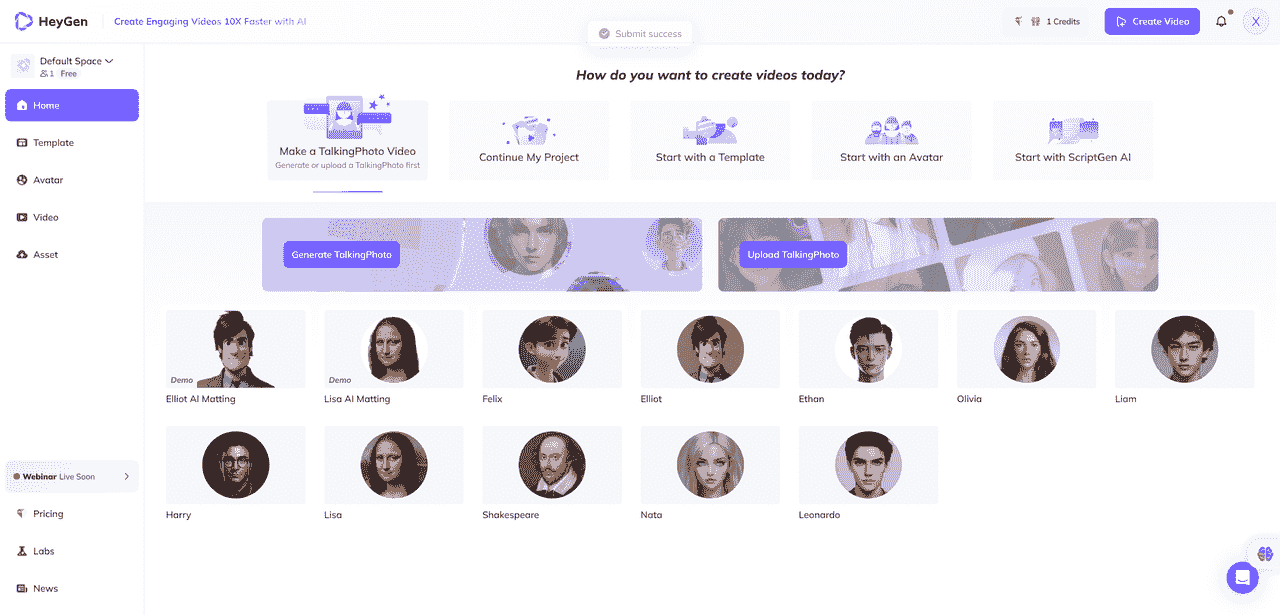 HeyGen
Create Engaging Videos 10X Faster with AI
Submit success
1 Credits
Create Video
X
Default Space
1 Free
Home
Template
Avatar
Video
Asset
Webinar Live Soon
Pricing
Labs
News
How do you want to create videos today?
Make a TalkingPhoto Video
Generate or upload a TalkingPhoto first
Continue My Project
Start with a Template
Start with an Avatar
Start with ScriptGen AI
Generate TalkingPhoto
Upload TalkingPhoto
Demo
Demo
Elliot AI Matting
Lisa AI Matting
Felix
Elliot
Ethan
Olivia
Liam
Harry
Lisa
Shakespeare
Nata
Leonardo